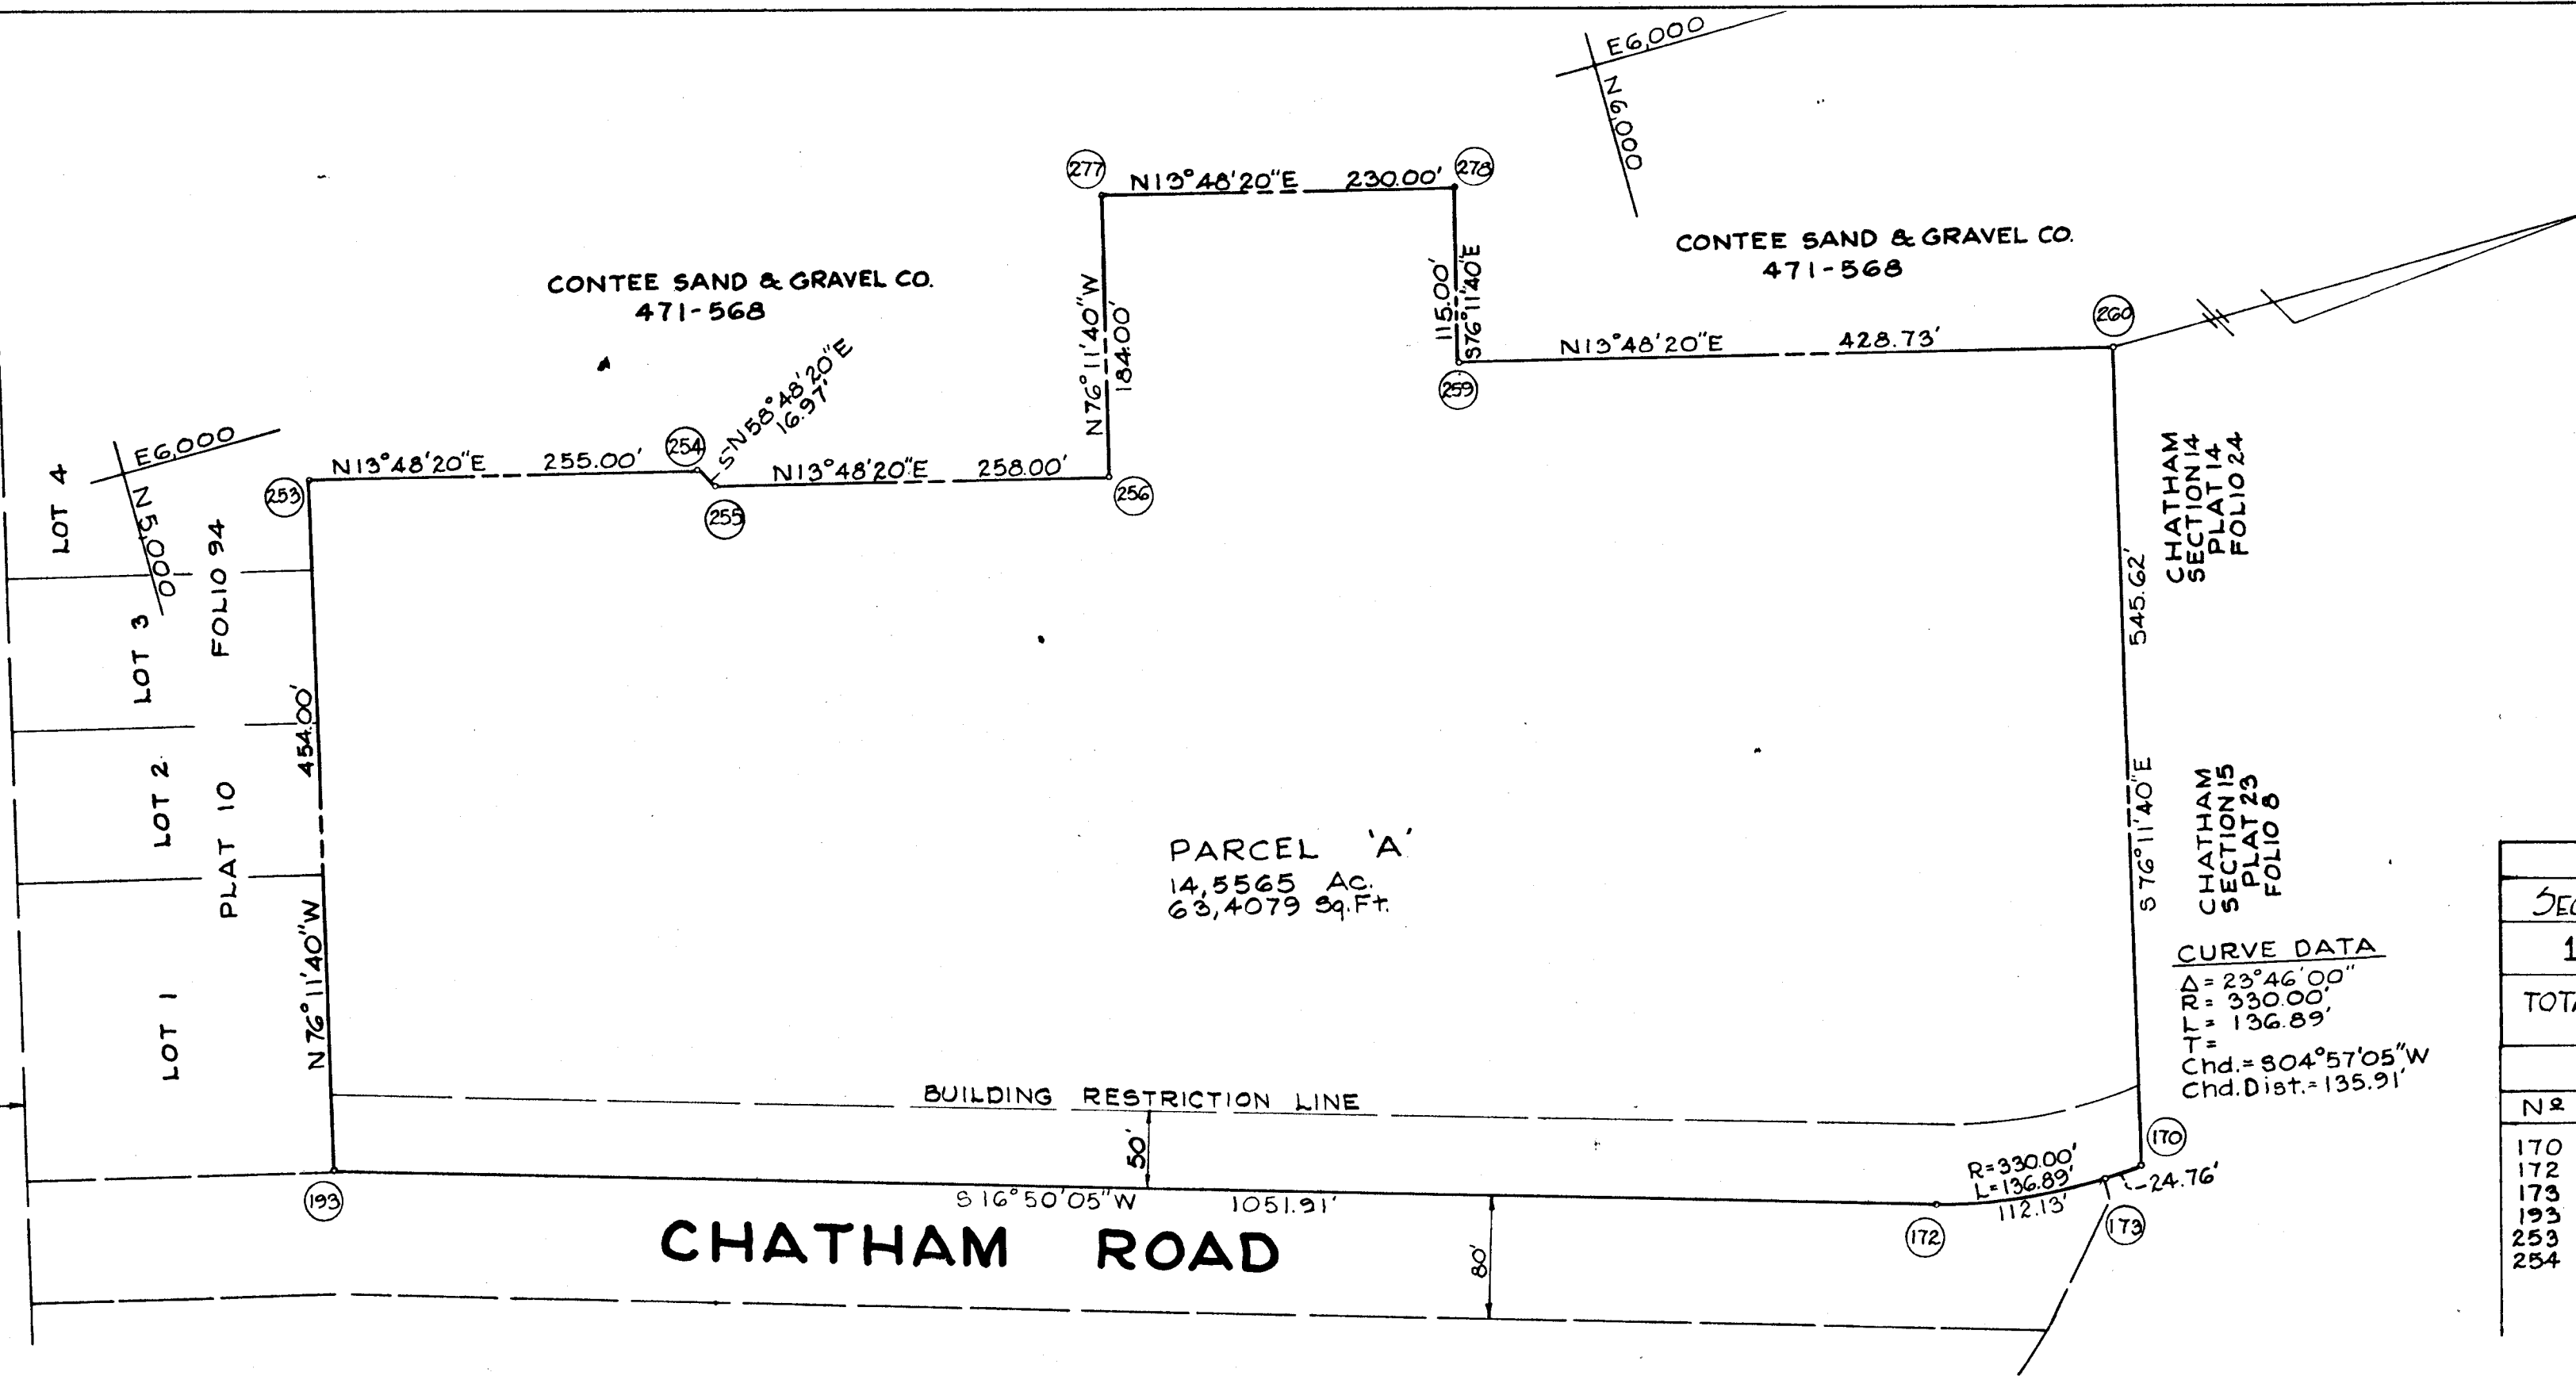 E6,000
N6,000
277
N13°48'20"E 230.00'
278
CONTEE SAND & GRAVEL CO.
471-568
CONTEE SAND & GRAVEL CO.
471-568
N76°11'40"W
184.00'
115.00'
S76°11'40"E
260
N13°48'20"E 428.73'
259
S-N58°48'20"E
16.97'
E6,000
N5,000
253
N13°48'20"E 255.00'
254
255
N13°48'20"E 258.00'
256
LOT 4
LOT 3
LOT 2
LOT 1
FOLIO 94
PLAT 10
454.00'
N76°11'40"W
545.62'
S76°11'40"E
CHATHAM
SECTION 14
PLAT 14
FOLIO 24
CHATHAM
SECTION 15
PLAT 23
FOLIO 8
PARCEL 'A'
14,5565 Ac.
63,4079 Sq.Ft.
CURVE DATA
Δ= 23°46'00"
R= 330.00'
L= 136.89'
T=
Chd.= S04°57'05"W
Chd.Dist.= 135.91'
BUILDING RESTRICTION LINE
50'
170
R=330.00'
L=136.89'
112.13'
24.76'
193
S16°50'05"W 1051.91'
172
173
CHATHAM ROAD
80'
SEC
1
TOTA
Nº
170
172
173
193
253
254